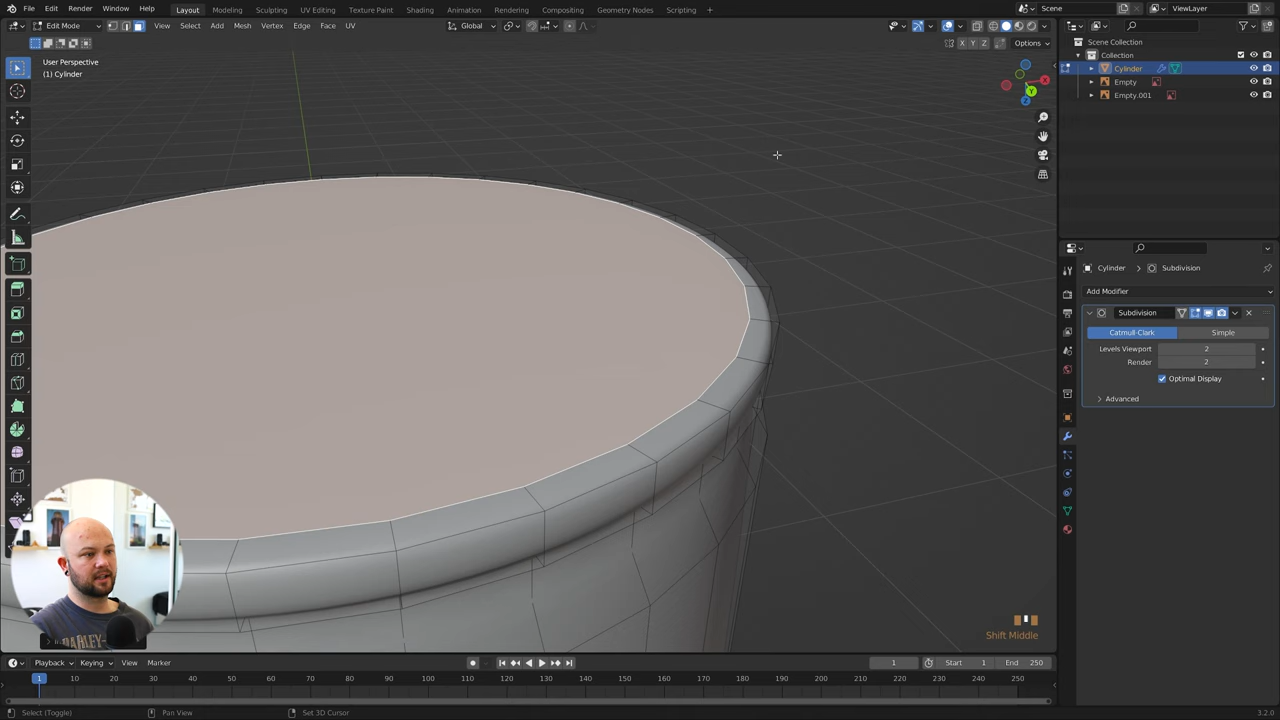 File Edit Render Window Help Layout Modeling Sculpting UV Editing Texture Paint Shading Animation Rendering Compositing Geometry Nodes Scripting + Scene ViewLayer
Edit Mode View Select Add Mesh Vertex Edge Face UV Global
X Y Z Options
User Perspective
(1) Cylinder
X
Y
Z
Scene Collection
Collection
Cylinder
Empty
Empty.001
Cylinder > Subdivision
Add Modifier
Subdivision
Catmull-Clark Simple
Levels Viewport 2
Render 2
Optimal Display
Advanced
Shift Middle
Playback Keying View Marker 1 Start 1 End 250
1 10 20 30 40 50 60 70 80 90 100 110 120 130 140 150 160 170 180 190 200 210 220 230 240 250
Select (Toggle) Pan View Set 3D Cursor 3.2.0